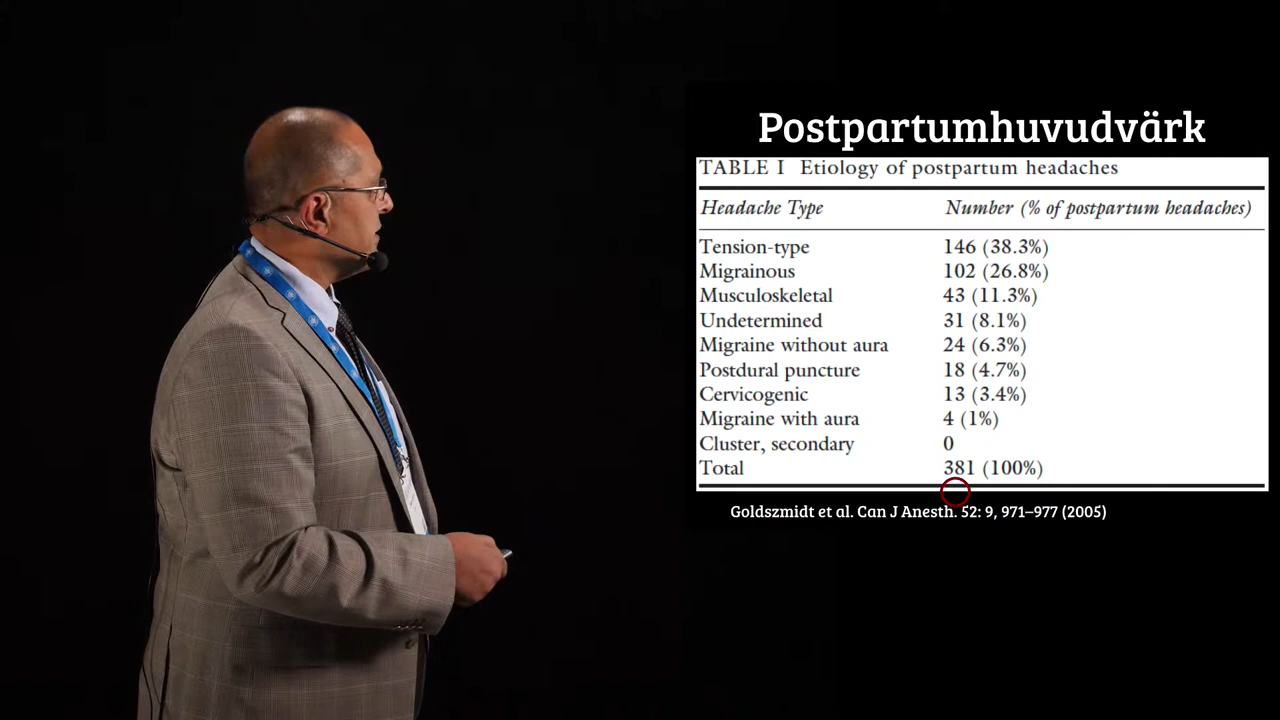 Postpartumhuvudvärk
TABLE I Etiology of postpartum headaches
Headache Type Number (% of postpartum headaches)
Tension-type 146 (38.3%)
Migrainous 102 (26.8%)
Musculoskeletal 43 (11.3%)
Undetermined 31 (8.1%)
Migraine without aura 24 (6.3%)
Postdural puncture 18 (4.7%)
Cervicogenic 13 (3.4%)
Migraine with aura 4 (1%)
Cluster, secondary 0
Total 381 (100%)
Goldszmidt et al. Can J Anesth. 52: 9, 971–977 (2005)